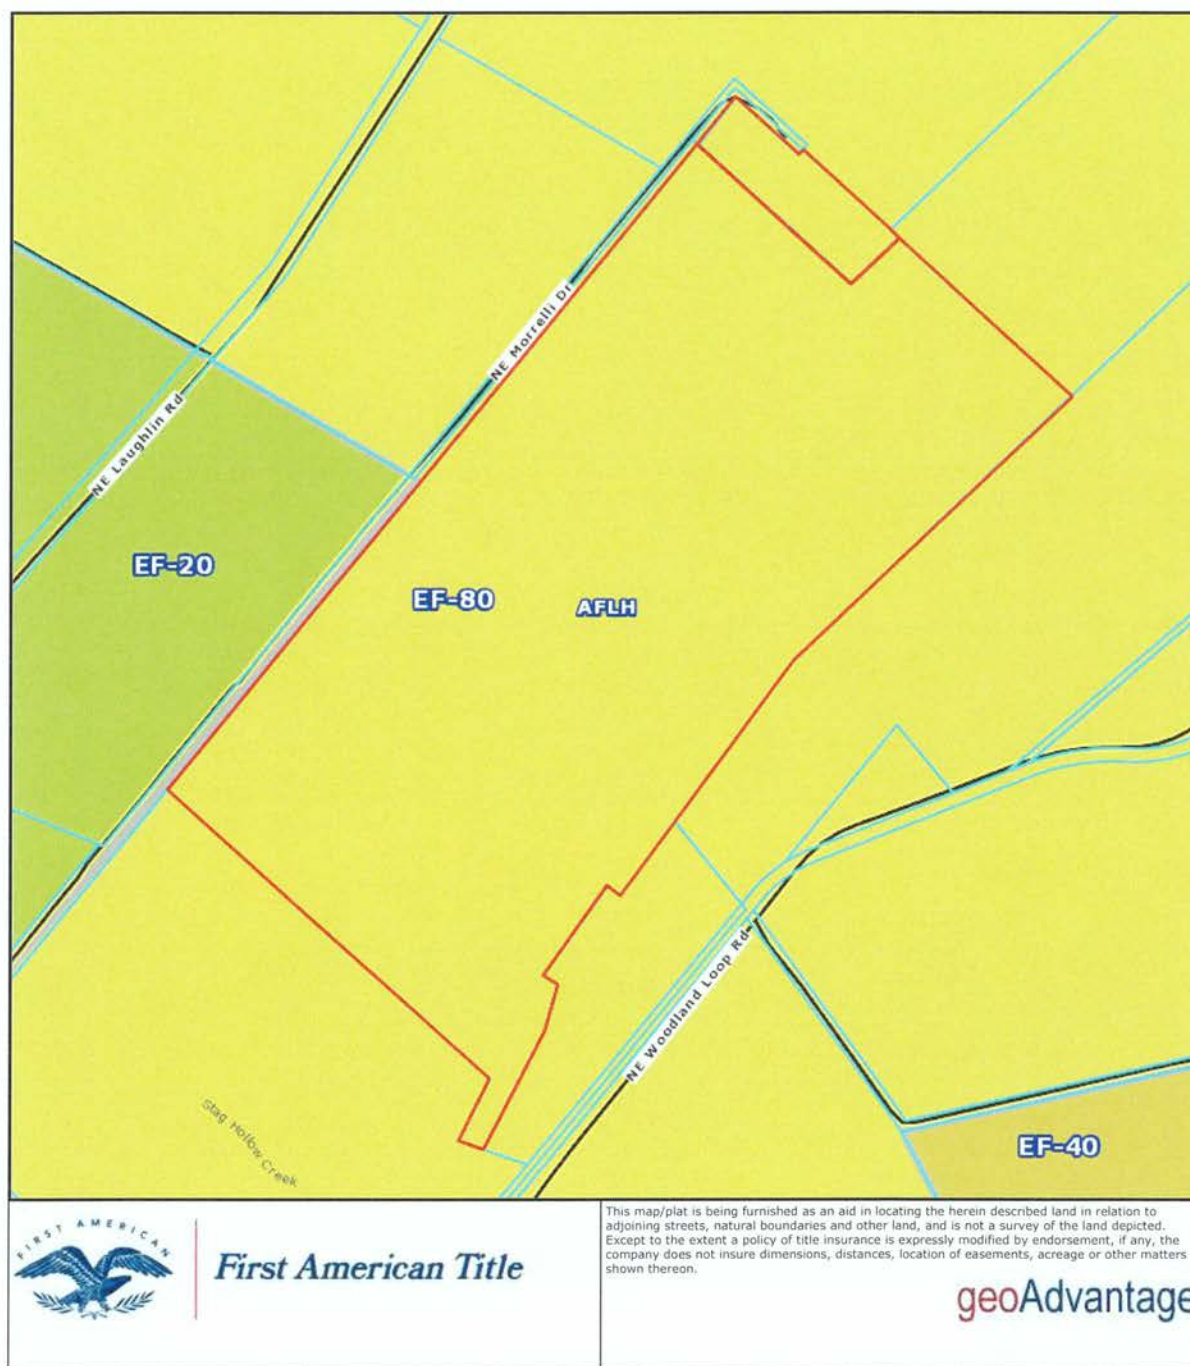 NE Morrelli Dr
NE Laughlin Rd
EF-20
EF-80
AFLH
NE Woodland Loop Rd
Stag Hollow Creek
EF-40
FIRST AMERICAN
First American Title
This map/plat is being furnished as an aid in locating the herein described land in relation to
adjoining streets, natural boundaries and other land, and is not a survey of the land depicted.
Except to the extent a policy of title insurance is expressly modified by endorsement, if any, the
company does not insure dimensions, distances, location of easements, acreage or other matters
shown thereon.
geoAdvantage